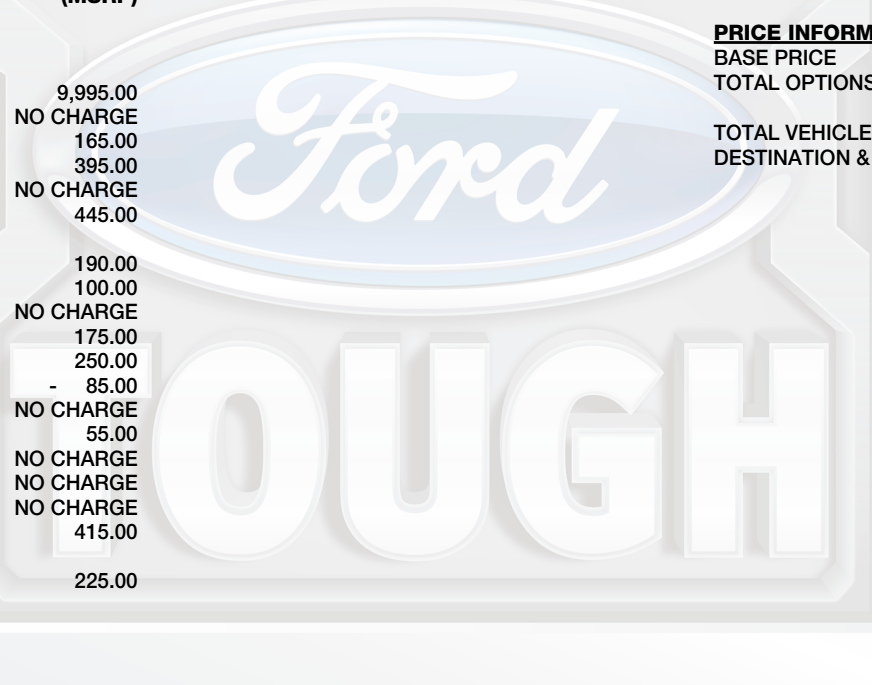 (MSRP)
9,995.00
NO CHARGE
165.00
395.00
NO CHARGE
445.00
190.00
100.00
NO CHARGE
175.00
250.00
- 85.00
NO CHARGE
55.00
NO CHARGE
NO CHARGE
NO CHARGE
415.00
225.00
PRICE INFORM
BASE PRICE
TOTAL OPTIONS
TOTAL VEHICLE
DESTINATION &
Ford
TOUGH